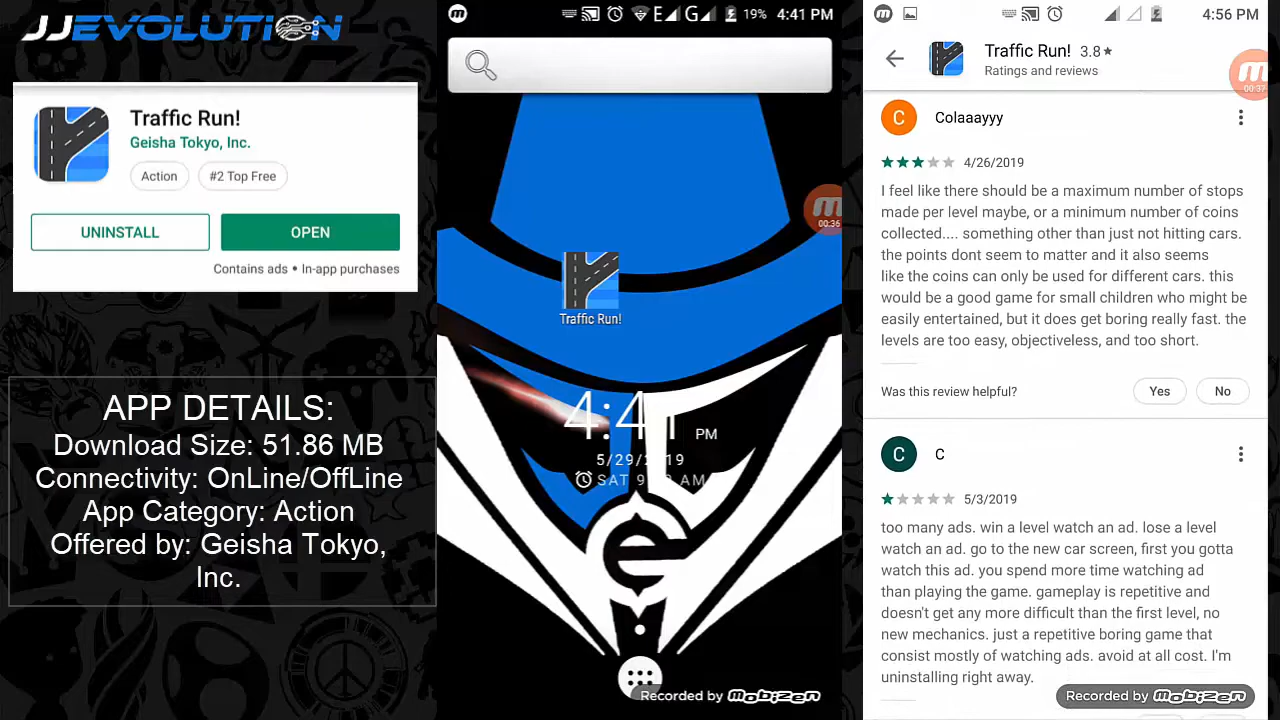 JJEVOLUTION
Traffic Run!
Geisha Tokyo, Inc.
Action
#2 Top Free
UNINSTALL
OPEN
Contains ads • In-app purchases
APP DETAILS:
Download Size: 51.86 MB
Connectivity: OnLine/OffLine
App Category: Action
Offered by: Geisha Tokyo,
Inc.
E
G
19%
4:41 PM
00:36
Traffic Run!
PM
5/29/2019
Recorded by Mobizen
4:56 PM
Traffic Run! 3.8★
Ratings and reviews
00:37
C
Colaaayyy
4/26/2019
I feel like there should be a maximum number of stops
made per level maybe, or a minimum number of coins
collected.... something other than just not hitting cars.
the points dont seem to matter and it also seems
like the coins can only be used for different cars. this
would be a good game for small children who might be
easily entertained, but it does get boring really fast. the
levels are too easy, objectiveless, and too short.
Was this review helpful?
Yes
No
C
C
5/3/2019
too many ads. win a level watch an ad. lose a level
watch an ad. go to the new car screen, first you gotta
watch this ad. you spend more time watching ad
than playing the game. gameplay is repetitive and
doesn't get any more difficult than the first level, no
new mechanics. just a repetitive boring game that
consist mostly of watching ads. avoid at all cost. I'm
uninstalling right away.
Recorded by Mobizen